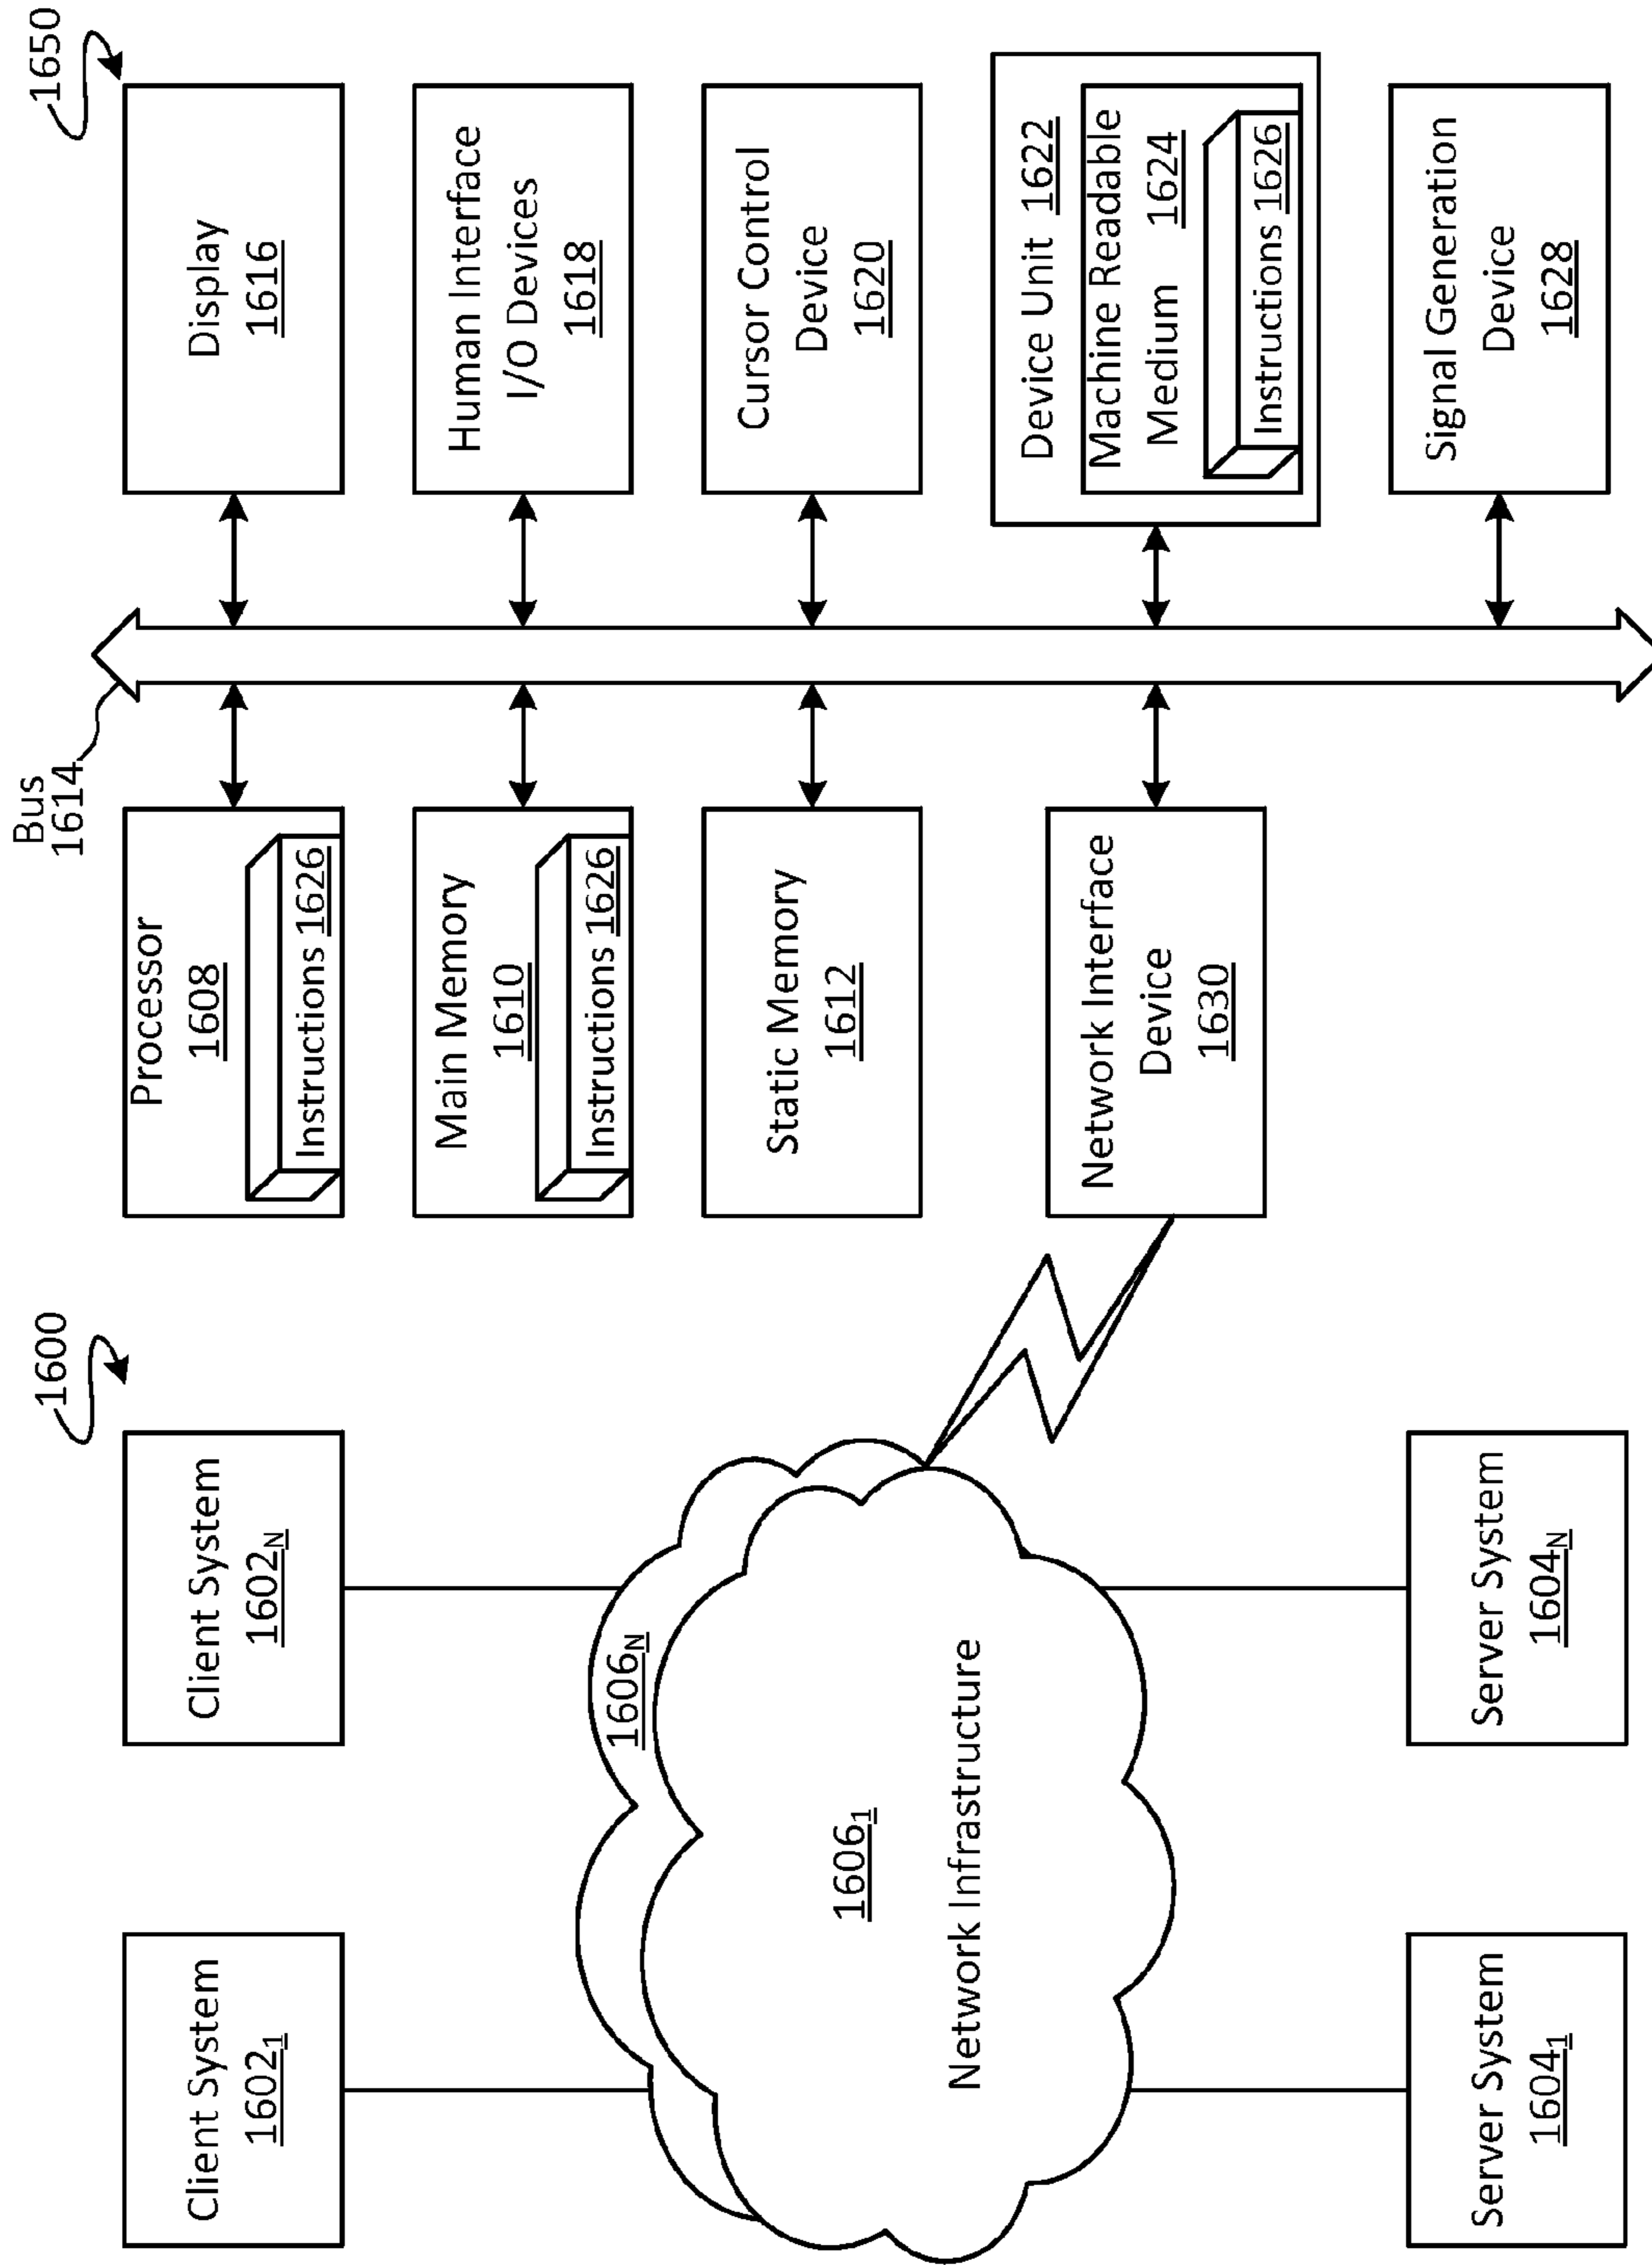 1600
Client System
1602₁
Client System
1602N
1606N
1606₁
Network Infrastructure
Server System
1604₁
Server System
1604N
Bus
1614
1650
Processor
1608
Instructions 1626
Main Memory
1610
Instructions 1626
Static Memory
1612
Network Interface
Device
1630
Display
1616
Human Interface
I/O Devices
1618
Cursor Control
Device
1620
Device Unit 1622
Machine Readable
Medium 1624
Instructions 1626
Signal Generation
Device
1628